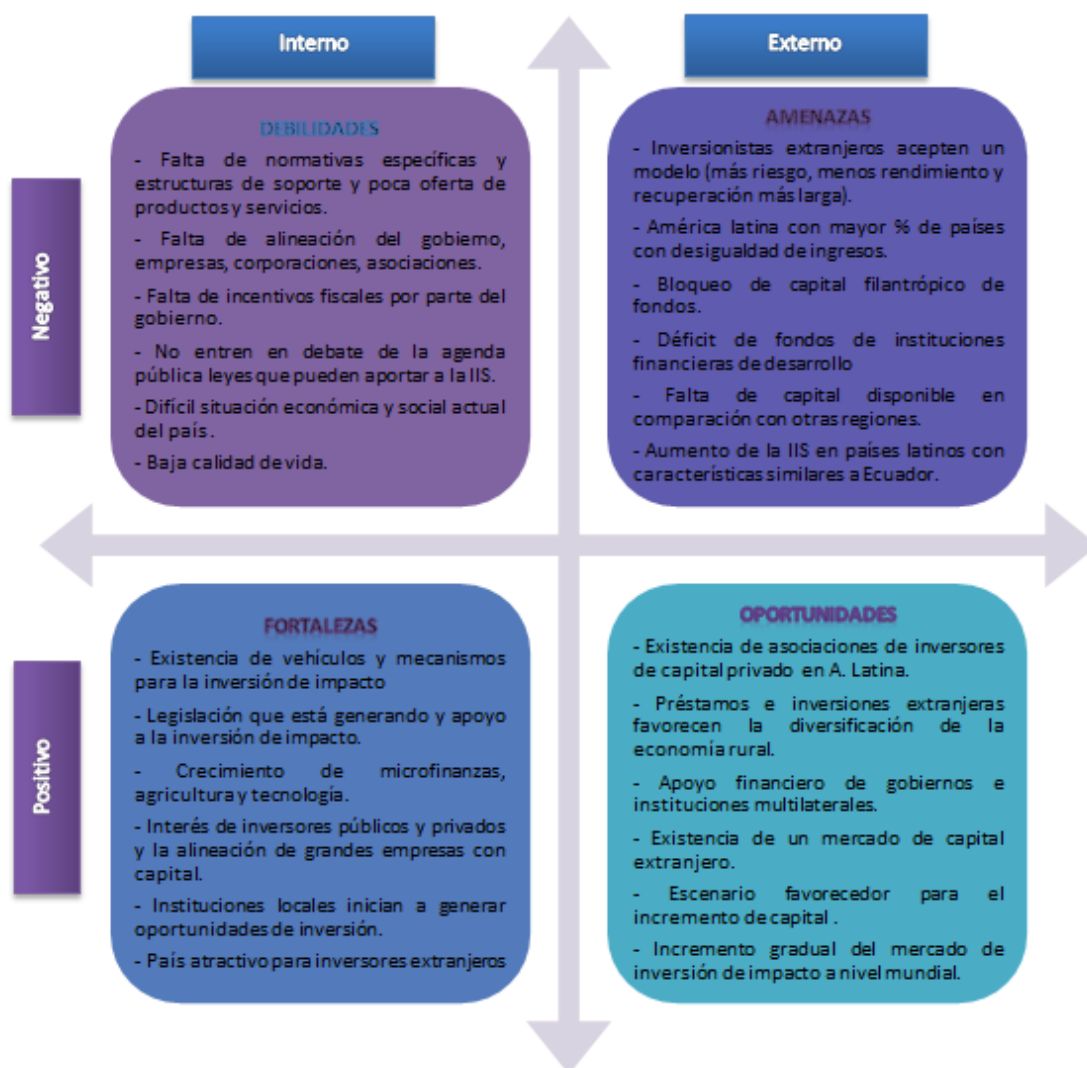 Interno
Externo
Negativo
DEBILIDADES
- Falta de normativas específicas y
estructuras de soporte y poca oferta de
productos y servicios.
- Falta de alineación del gobierno,
empresas, corporaciones, asociaciones.
- Falta de incentivos fiscales por parte del
gobierno.
- No entren en debate de la agenda
pública leyes que pueden aportar a la IIS.
- Difícil situación económica y social actual
del país .
- Baja calidad de vida.
AMENAZAS
- Inversionistas extranjeros acepten un
modelo (más riesgo, menos rendimiento y
recuperación más larga).
- América latina con mayor % de países
con desigualdad de ingresos.
- Bloqueo de capital filantrópico de
fondos.
- Déficit de fondos de instituciones
financieras de desarrollo
- Falta de capital disponible en
comparación con otras regiones.
- Aumento de la IIS en países latinos con
características similares a Ecuador.
Positivo
FORTALEZAS
- Existencia de vehículos y mecanismos
para la inversión de impacto
- Legislación que está generando y apoyo
a la inversión de impacto.
- Crecimiento de microfinanzas,
agricultura y tecnología.
- Interés de inversores públicos y privados
y la alineación de grandes empresas con
capital.
- Instituciones locales inician a generar
oportunidades de inversión.
- País atractivo para inversores extranjeros
OPORTUNIDADES
- Existencia de asociaciones de inversores
de capital privado en A. Latina.
- Préstamos e inversiones extranjeras
favorecen la diversificación de la
economía rural.
- Apoyo financiero de gobiernos e
instituciones multilaterales.
- Existencia de un mercado de capital
extranjero.
- Escenario favorecedor para el
incremento de capital .
- Incremento gradual del mercado de
inversión de impacto a nivel mundial.